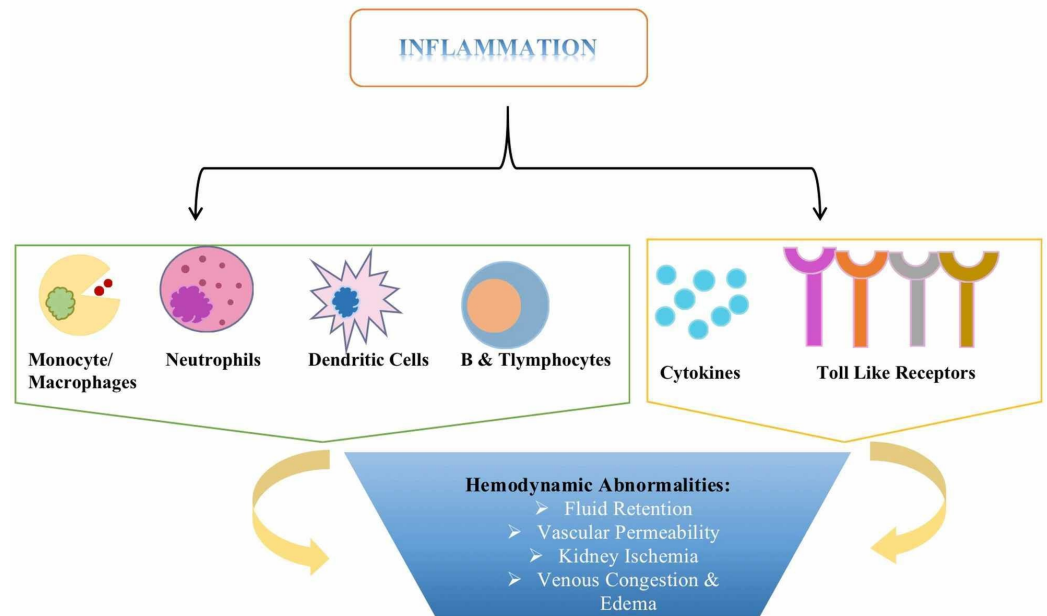 INFLAMMATION
Monocyte/
Macrophages
Neutrophils
Dendritic Cells
B & Tlymphocytes
Cytokines
Toll Like Receptors
Hemodynamic Abnormalities:
➢ Fluid Retention
➢ Vascular Permeability
➢ Kidney Ischemia
➢ Venous Congestion &
Edema